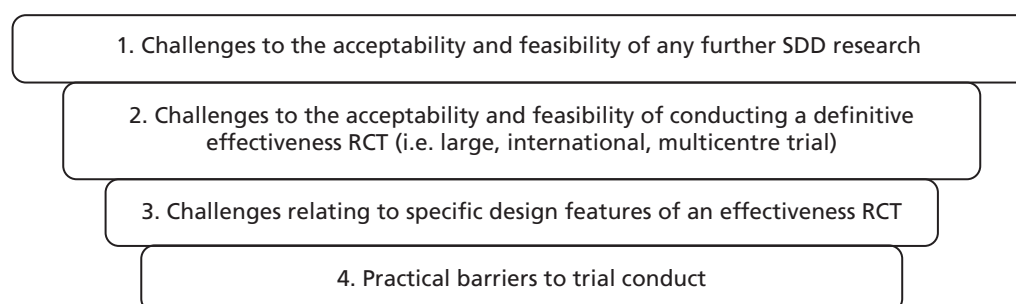 1. Challenges to the acceptability and feasibility of any further SDD research
2. Challenges to the acceptability and feasibility of conducting a definitive
effectiveness RCT (i.e. large, international, multicentre trial)
3. Challenges relating to specific design features of an effectiveness RCT
4. Practical barriers to trial conduct